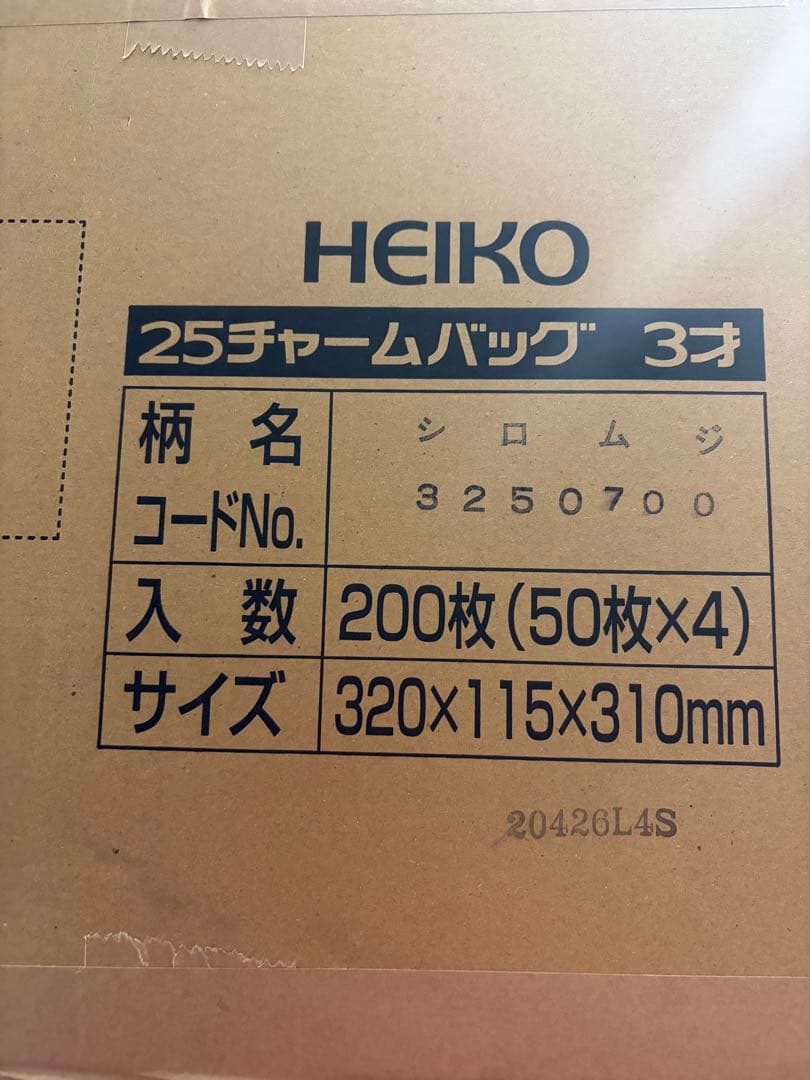 HEIKO
25チャームバッグ 3才
柄名 シロムジ
コードNo. 3250700
入数 200枚(50枚×4)
サイズ 320×115×310mm
20426L4S